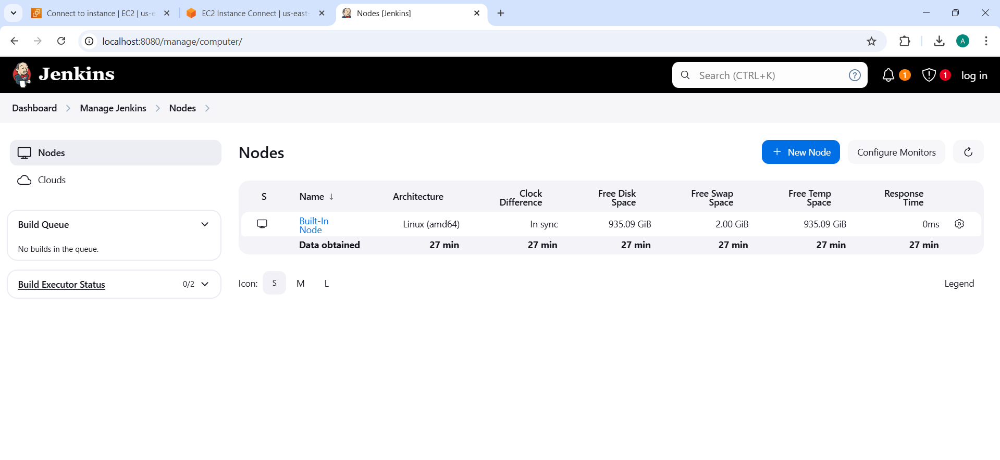 Connect to instance | EC2 | us-e
EC2 Instance Connect | us-east-
Nodes [Jenkins]
localhost:8080/manage/computer/
A
Jenkins
Search (CTRL+K)
?
1
1
log in
Dashboard
Manage Jenkins
Nodes
Nodes
Clouds
Build Queue
No builds in the queue.
Build Executor Status
0/2
Nodes
+ New Node
Configure Monitors
S
Name ↓
Architecture
Clock
Difference
Free Disk
Space
Free Swap
Space
Free Temp
Space
Response
Time
Built-In
Node
Linux (amd64)
In sync
935.09 GiB
2.00 GiB
935.09 GiB
0ms
Data obtained
27 min
27 min
27 min
27 min
27 min
27 min
Icon: S M L
Legend